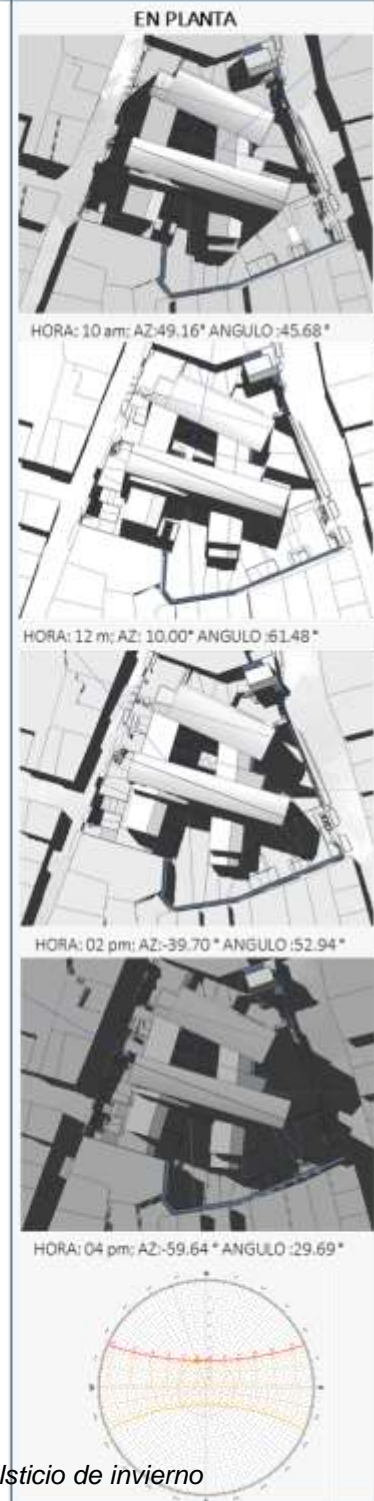 EN PLANTA
HORA: 10 am; AZ:49.16° ANGULO :45.68°
HORA: 12 m; AZ: 10.00° ANGULO :61.48°
HORA: 02 pm; AZ:-39.70 ° ANGULO :52.94°
HORA: 04 pm; AZ:-59.64 ° ANGULO :29.69°
lsticio de invierno